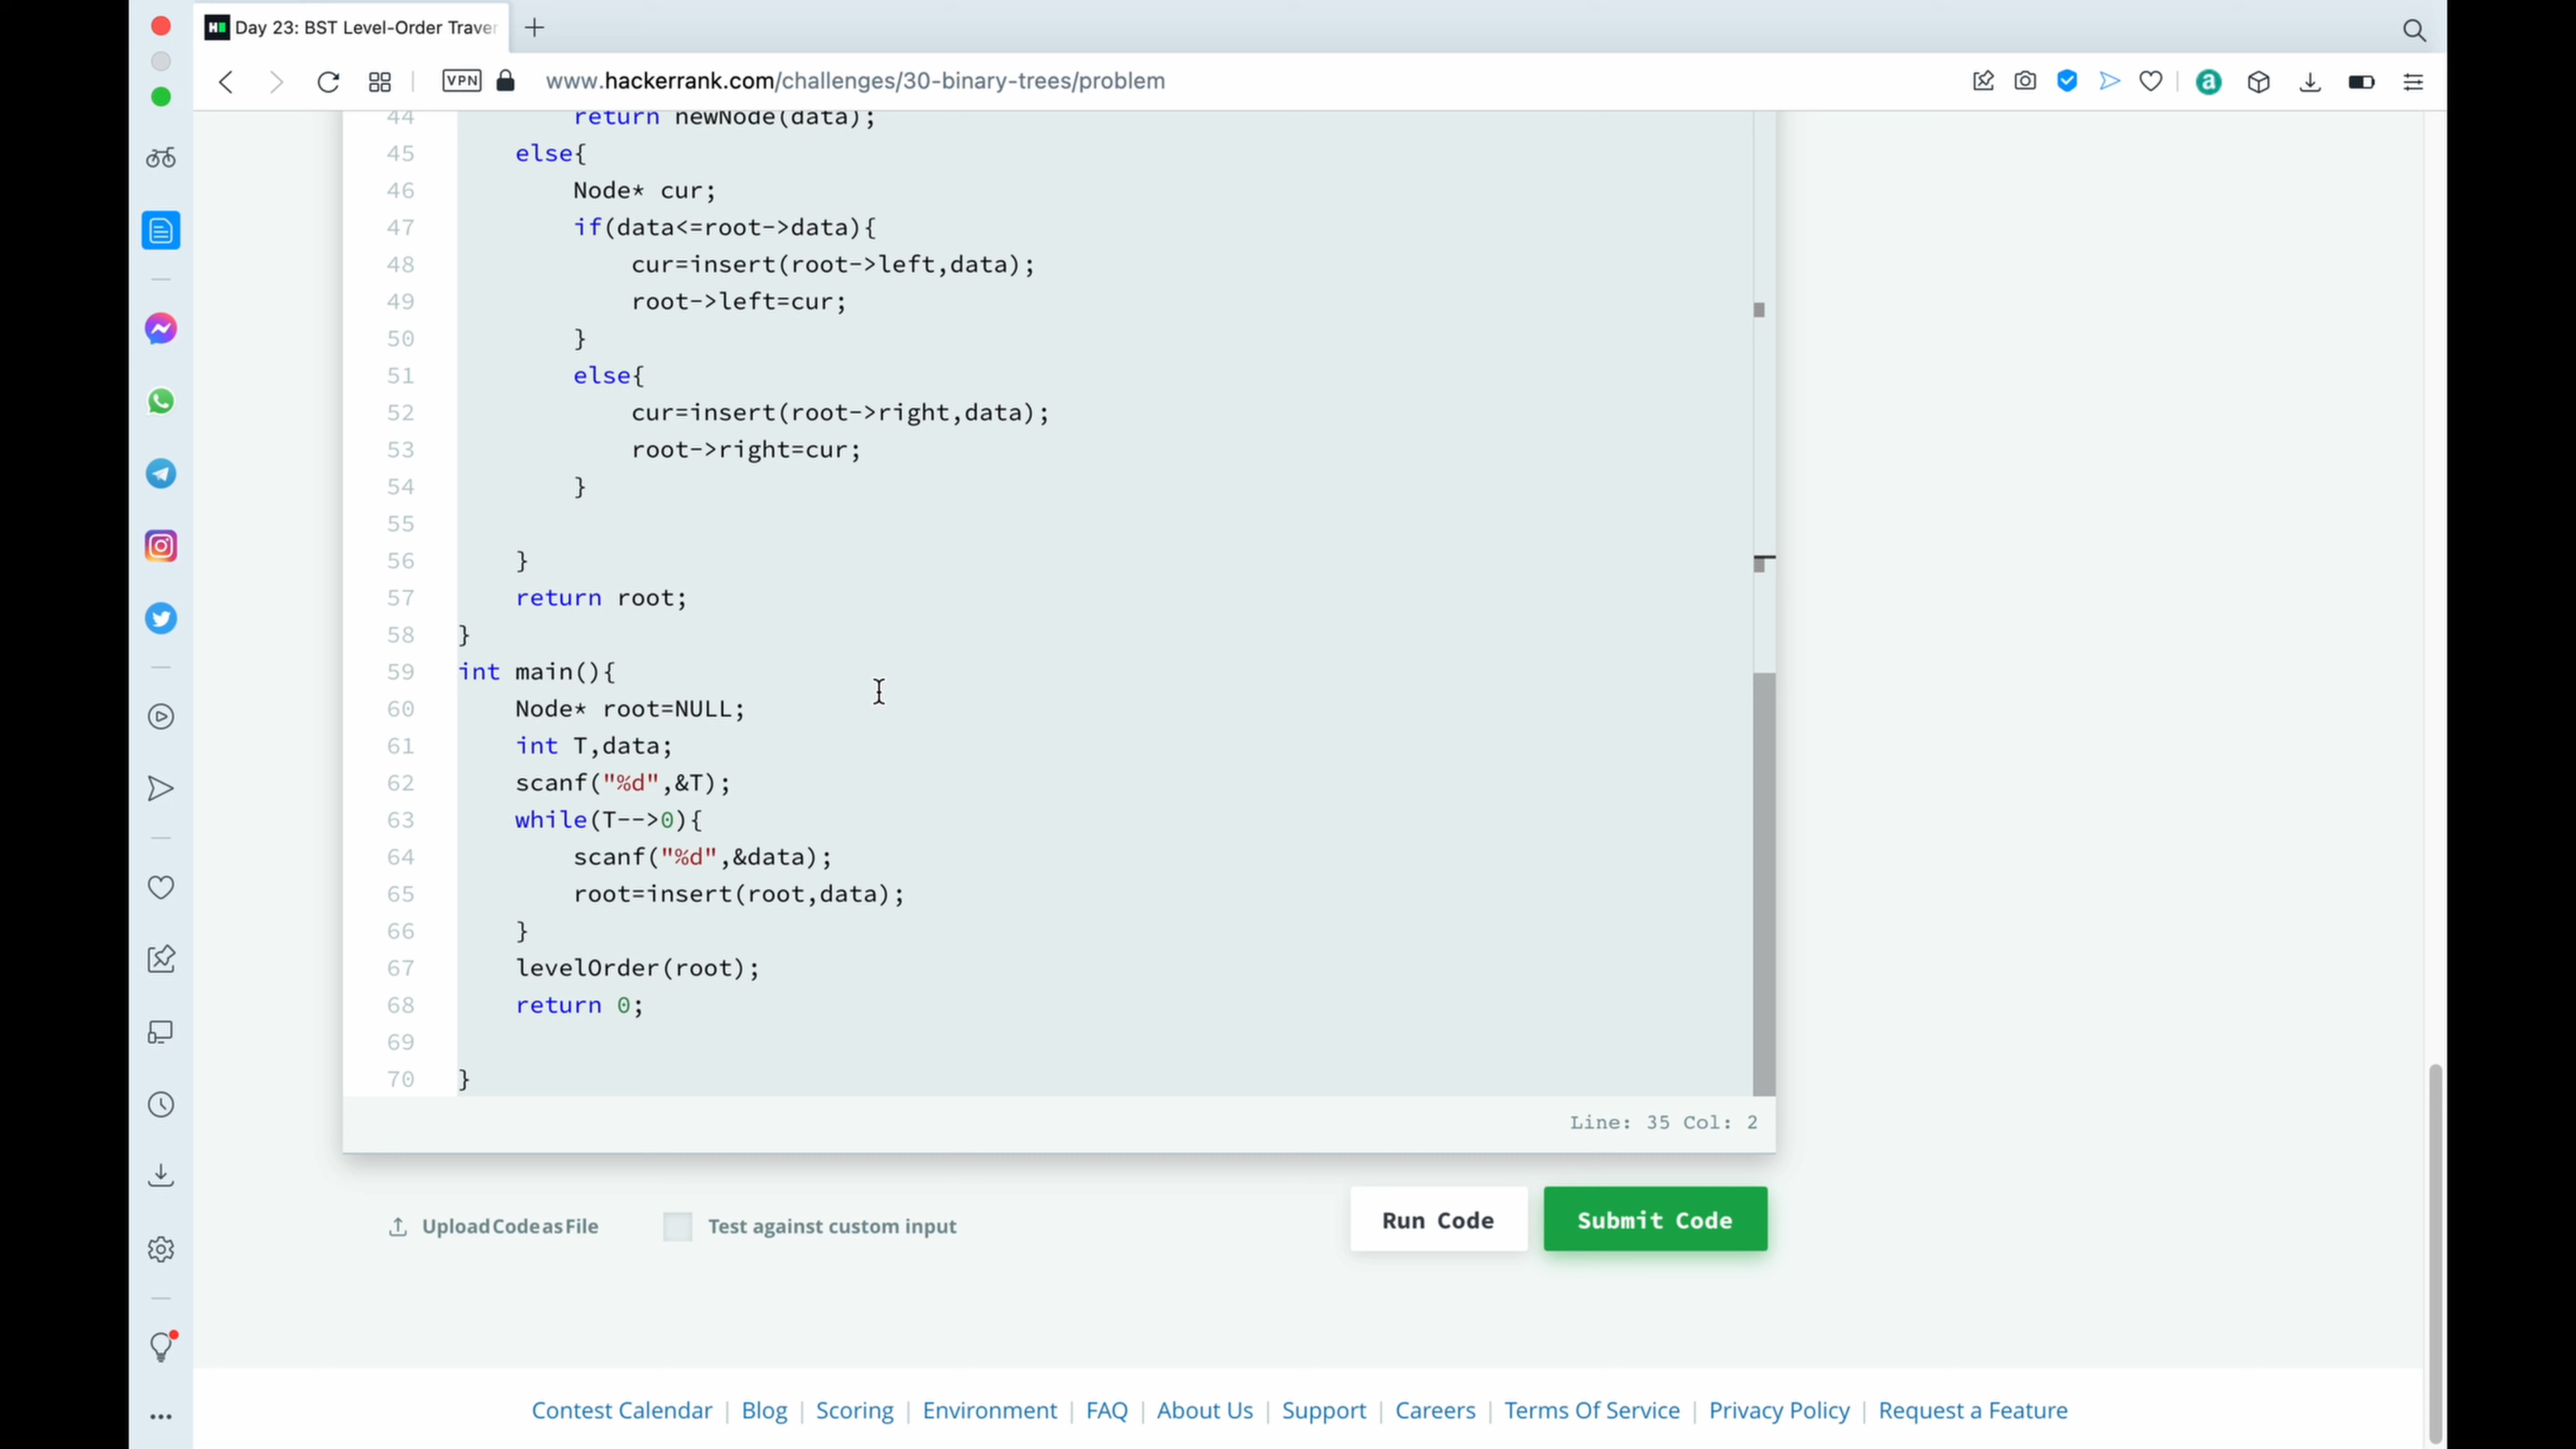 Day 23: BST Level-Order Traver
VPN
www.hackerrank.com/challenges/30-binary-trees/problem
44 return newNode(data);
45 else{
46 Node* cur;
47 if(data<=root->data){
48 cur=insert(root->left,data);
49 root->left=cur;
50 }
51 else{
52 cur=insert(root->right,data);
53 root->right=cur;
54 }
55
56 }
57 return root;
58 }
59 int main(){
60 Node* root=NULL;
61 int T,data;
62 scanf("%d",&T);
63 while(T-->0){
64 scanf("%d",&data);
65 root=insert(root,data);
66 }
67 levelOrder(root);
68 return 0;
69
70 }
Line: 35 Col: 2
Upload Code as File Test against custom input Run Code Submit Code
Contest Calendar | Blog | Scoring | Environment | FAQ | About Us | Support | Careers | Terms Of Service | Privacy Policy | Request a Feature